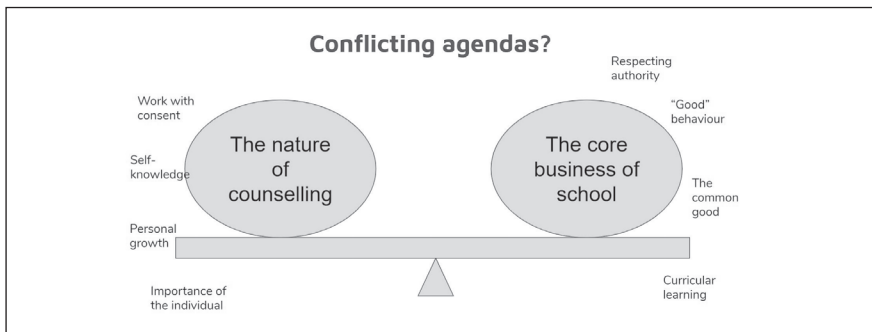 Conflicting agendas?
Work with
consent
Self-
knowledge
Personal
growth
Importance of
the individual
The nature
of
counselling
The core
business of
school
Respecting
authority
“Good”
behaviour
The
common
good
Curricular
learning